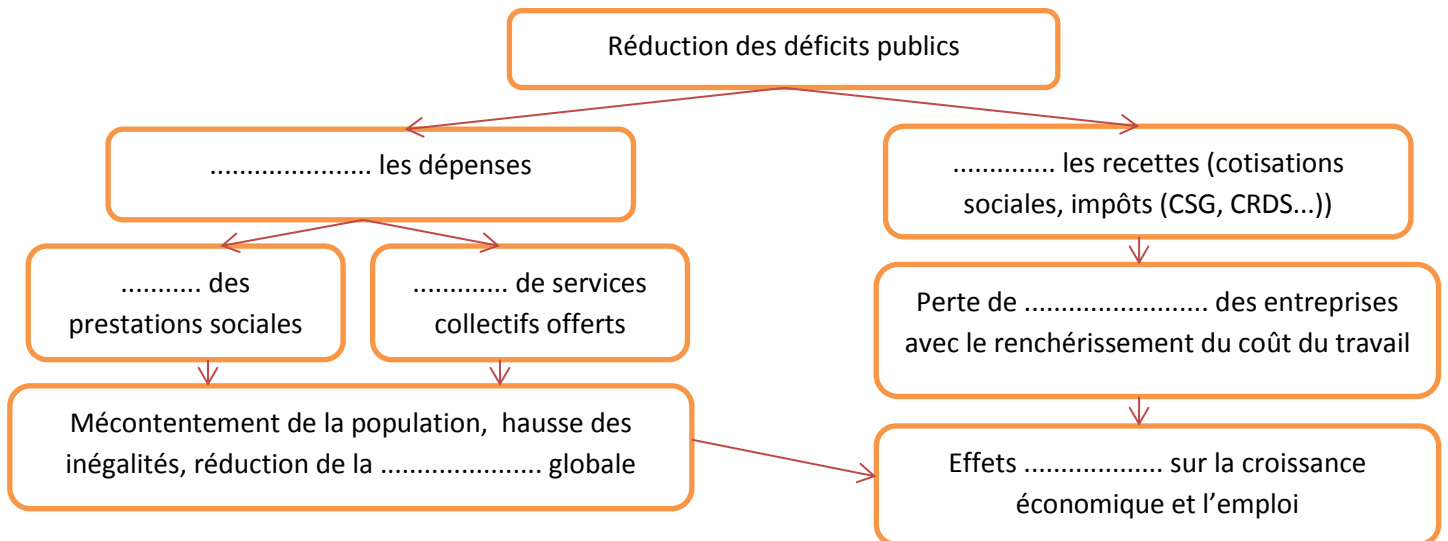 Réduction des déficits publics
...................... les dépenses
.............. les recettes (cotisations
sociales, impôts (CSG, CRDS...))
........... des
prestations sociales
............. de services
collectifs offerts
Perte de ......................... des entreprises
avec le renchérissement du coût du travail
Mécontentement de la population, hausse des
inégalités, réduction de la ...................... globale
Effets ................... sur la croissance
économique et l’emploi